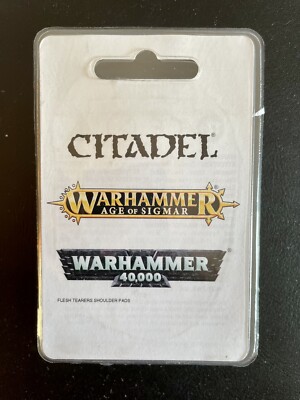 CITADEL®
WARHAMMER®
AGE OF SIGMAR
WARHAMMER®
40,000
FLESH TEARERS SHOULDER PADS